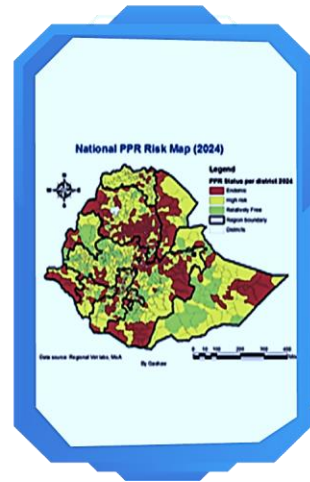 National PPR Risk Map (2024)
Legend
PPR Status per district 2024
Endemic
High risk
Relatively Free
Region boundary
Districts
Data source: Regional Vet labs, MoA
By Gashaw